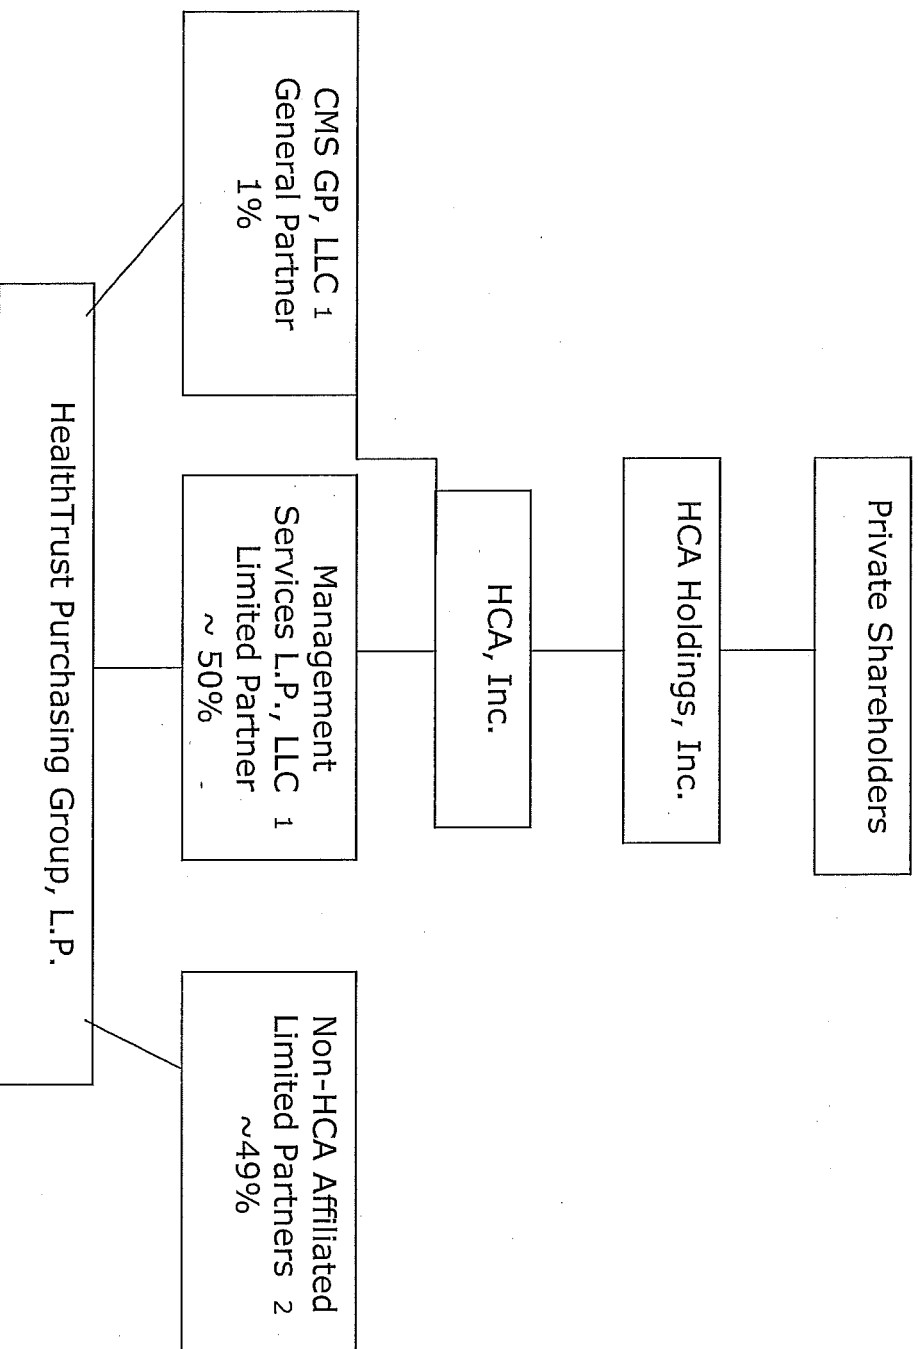 Private Shareholders
HCA Holdings, Inc.
HCA, Inc.
CMS GP, LLC 1
General Partner
1%
Management
Services L.P., LLC 1
Limited Partner
~ 50%
Non-HCA Affiliated
Limited Partners 2
~49%
HealthTrust Purchasing Group, L.P.